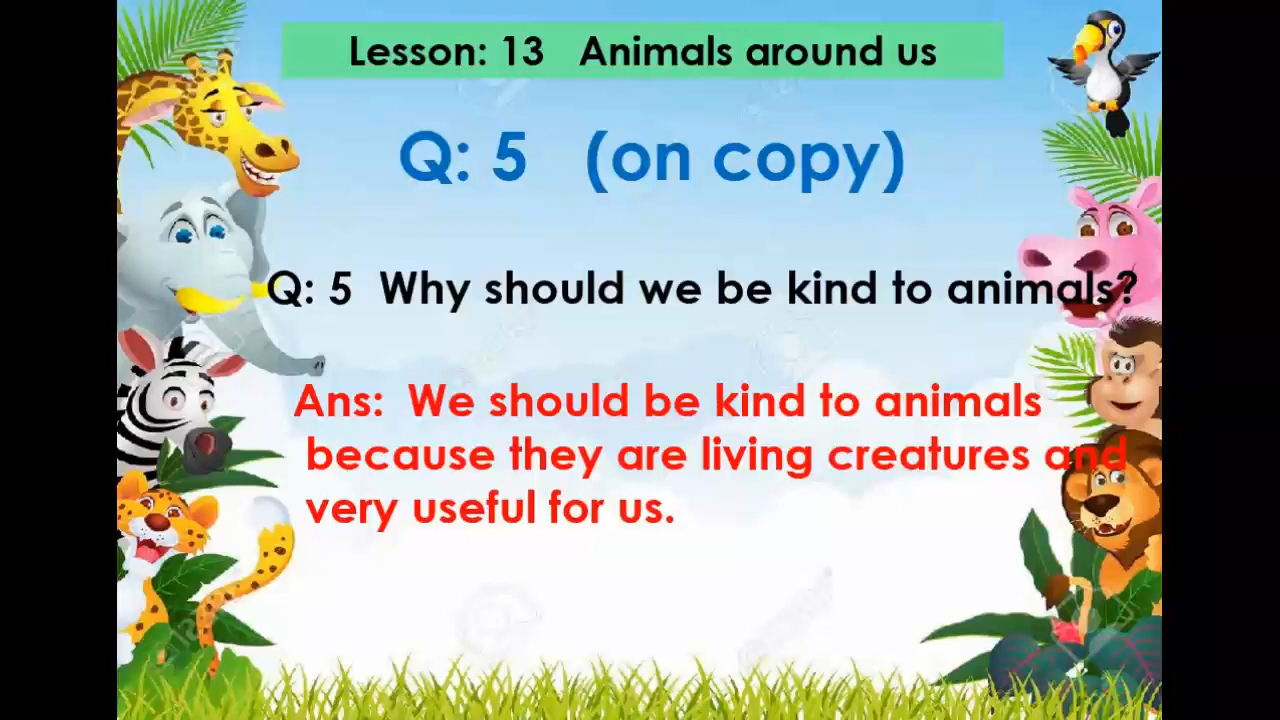 Lesson: 13 Animals around us
Q: 5 (on copy)
Q: 5 Why should we be kind to animals?
Ans: We should be kind to animals
because they are living creatures and
very useful for us.